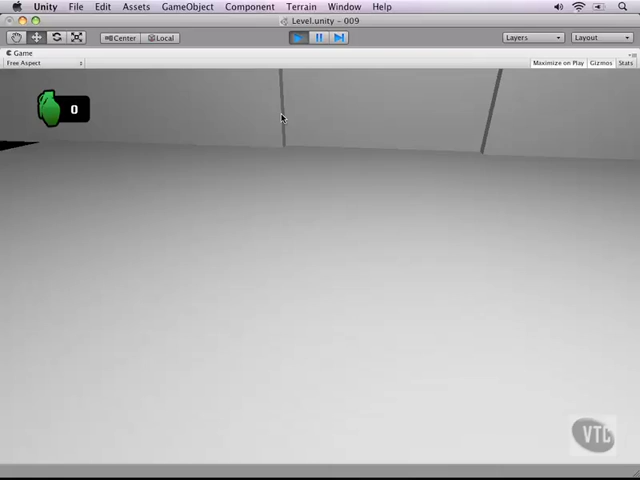 Unity File Edit Assets GameObject Component Terrain Window Help
Level.unity - 009
Center Local Layers Layout
Game
Free Aspect Maximize on Play Gizmos Stats
0
VTC